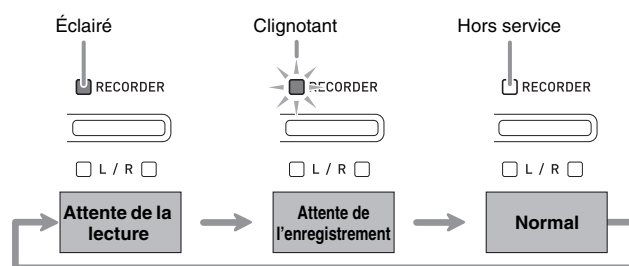 Éclairé
Clignotant
Hors service
RECORDER
RECORDER
RECORDER
L / R
L / R
L / R
Attente de la
lecture
Attente de
l'enregistrement
Normal